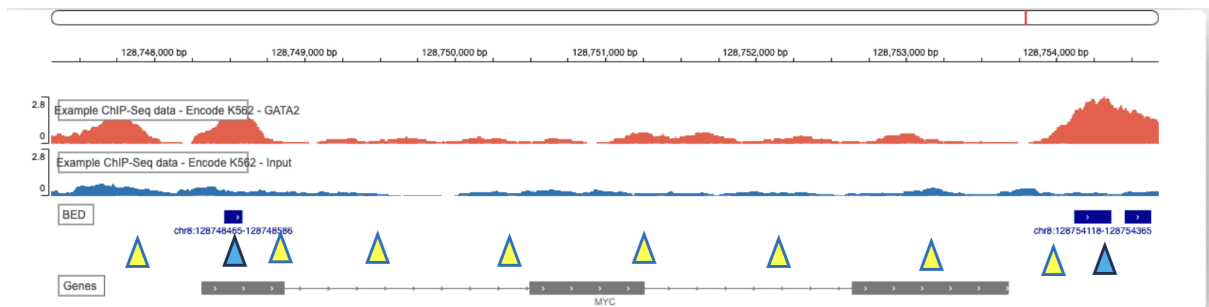 128,748,000 bp 128,749,000 bp 128,750,000 bp 128,751,000 bp 128,752,000 bp 128,753,000 bp 128,754,000 bp
2.8
Example ChIP-Seq data - Encode K562 - GATA2
0
2.8
Example ChIP-Seq data - Encode K562 - Input
0
BED
chr8:128748465-128748586 chr8:128754118-128754365
Genes
MYC